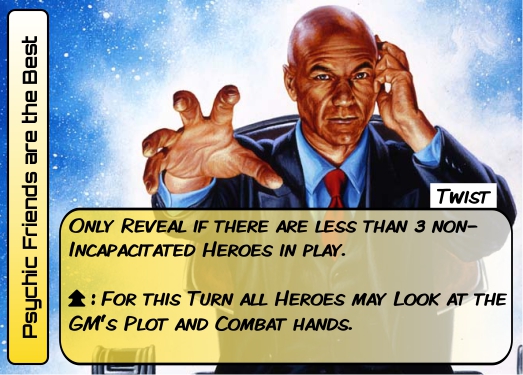 Psychic Friends are the Best
Twist
Only Reveal if there are less than 3 non-
Incapacitated Heroes in play.
: For this Turn all Heroes may Look at the
GM's Plot and Combat hands.